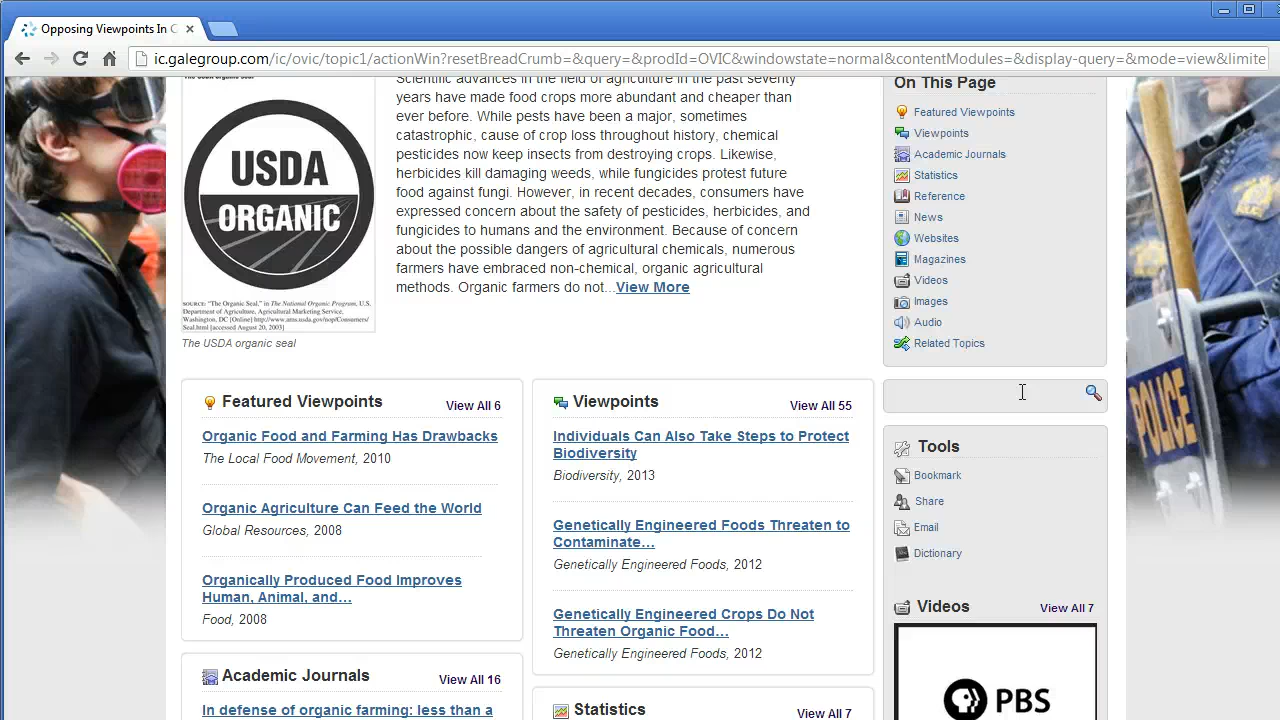 Opposing Viewpoints In C
ic.galegroup.com/ic/ovic/topic1/actionWin?resetBreadCrumb=&query=&prodId=OVIC&windowstate=normal&contentModules=&display-query=&mode=view&limite
USDA
ORGANIC
SOURCE: "The Organic Seal," in The National Organic Program, U.S.
Department of Agriculture, Agricultural Marketing Service,
Washington, DC [Online] http://www.ams.usda.gov/nop/Consumers/
Seal.html [accessed August 20, 2003]
The USDA organic seal
Scientific advances in the field of agriculture in the past seventy
years have made food crops more abundant and cheaper than
ever before. While pests have been a major, sometimes
catastrophic, cause of crop loss throughout history, chemical
pesticides now keep insects from destroying crops. Likewise,
herbicides kill damaging weeds, while fungicides protest future
food against fungi. However, in recent decades, consumers have
expressed concern about the safety of pesticides, herbicides, and
fungicides to humans and the environment. Because of concern
about the possible dangers of agricultural chemicals, numerous
farmers have embraced non-chemical, organic agricultural
methods. Organic farmers do not...View More
On This Page
Featured Viewpoints
Viewpoints
Academic Journals
Statistics
Reference
News
Websites
Magazines
Videos
Images
Audio
Related Topics
Featured Viewpoints View All 6
Organic Food and Farming Has Drawbacks
The Local Food Movement, 2010
Organic Agriculture Can Feed the World
Global Resources, 2008
Organically Produced Food Improves
Human, Animal, and…
Food, 2008
Academic Journals View All 16
In defense of organic farming: less than a
Viewpoints View All 55
Individuals Can Also Take Steps to Protect
Biodiversity
Biodiversity, 2013
Genetically Engineered Foods Threaten to
Contaminate…
Genetically Engineered Foods, 2012
Genetically Engineered Crops Do Not
Threaten Organic Food…
Genetically Engineered Foods, 2012
Statistics View All 7
Tools
Bookmark
Share
Email
Dictionary
Videos View All 7
PBS
POLICE